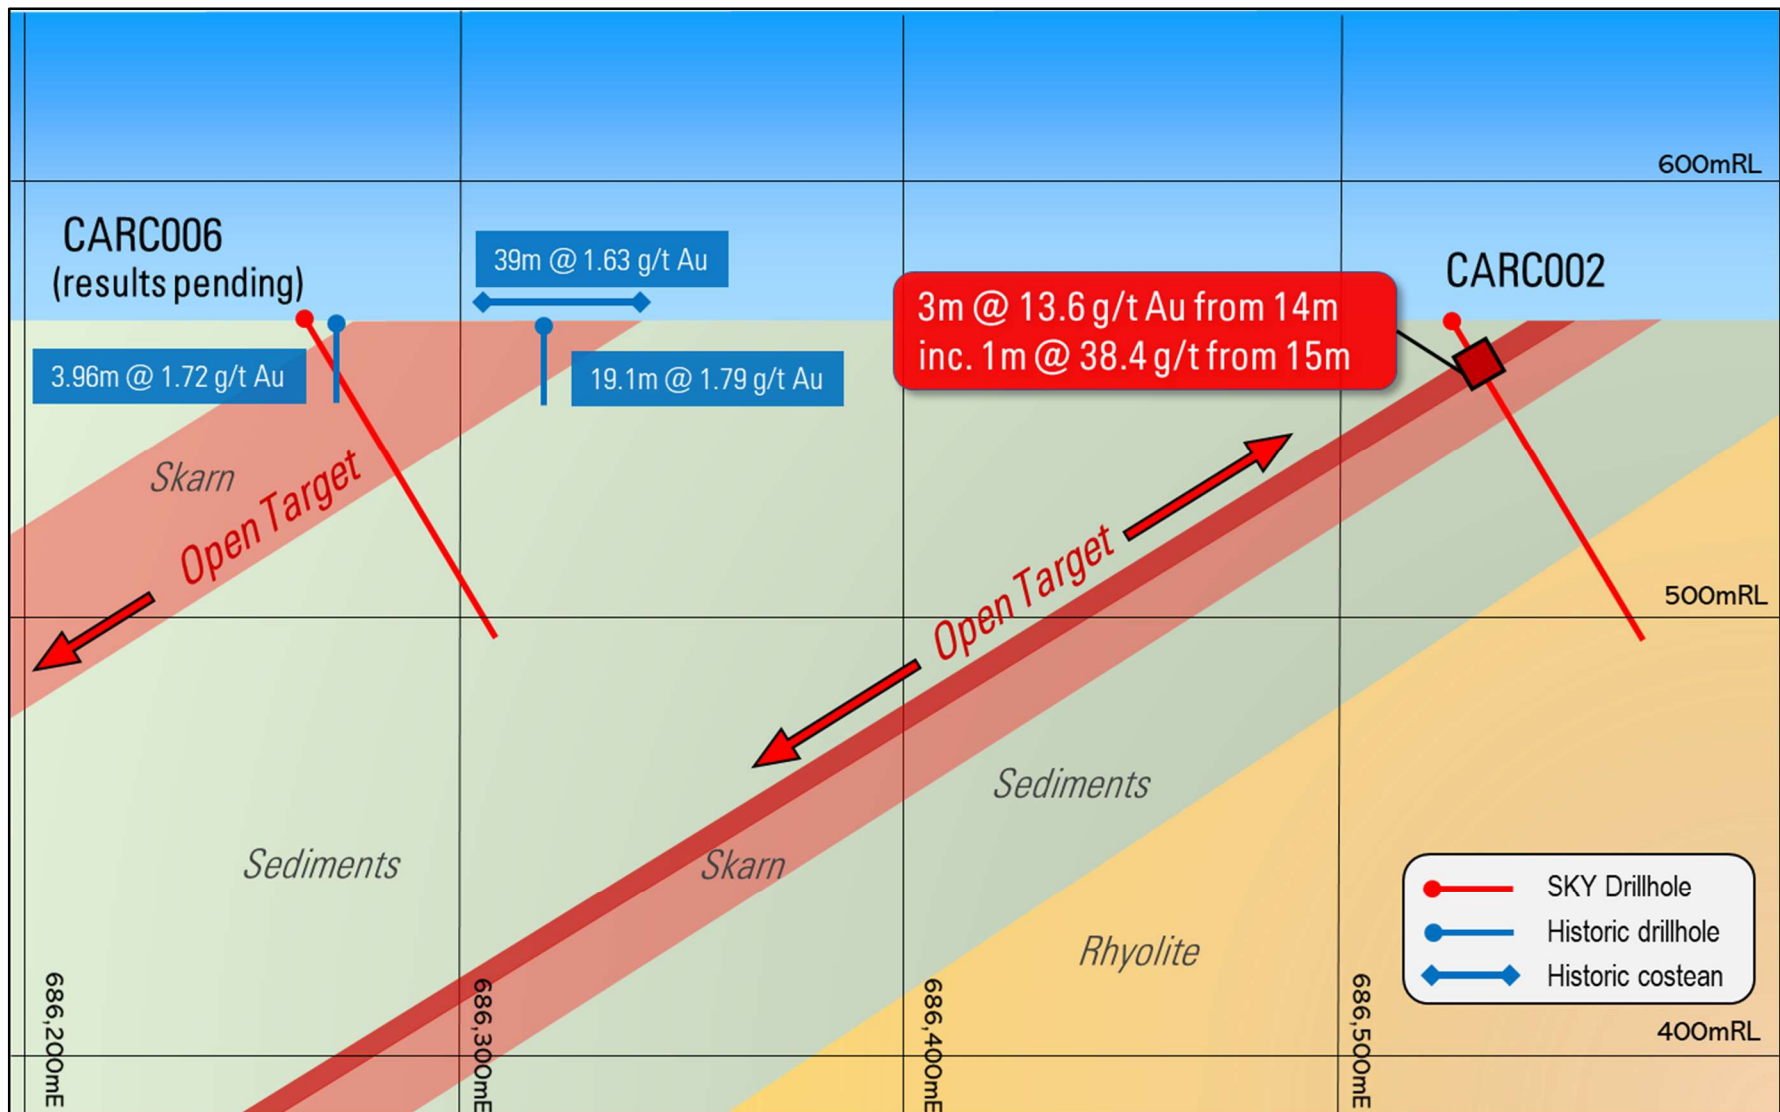 600mRL
CARC006
(results pending)
39m @ 1.63 g/t Au
CARC002
3m @ 13.6 g/t Au from 14m
inc. 1m @ 38.4 g/t from 15m
3.96m @ 1.72 g/t Au
19.1m @ 1.79 g/t Au
Skarn
Open Target
Open Target
500mRL
Sediments
Sediments
Skarn
Rhyolite
SKY Drillhole
Historic drillhole
Historic costean
400mRL
686,200mE
686,300mE
686,400mE
686,500mE